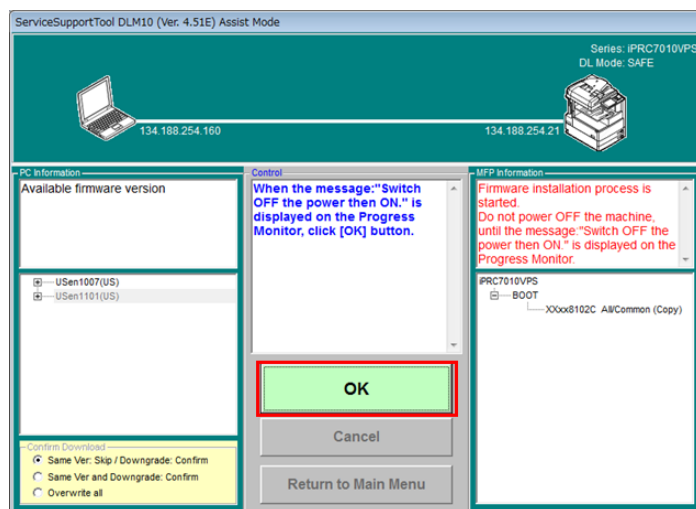 ServiceSupportTool DLM10 (Ver. 4.51E) Assist Mode
Series: iPRC7010VPS
DL Mode: SAFE
134.188.254.160
134.188.254.21
PC Information
Available firmware version
USen1007(US)
USen1101(US)
Confirm Download
Same Ver: Skip / Downgrade: Confirm
Same Ver and Downgrade: Confirm
Overwrite all
Control
When the message:"Switch
OFF the power then ON." is
displayed on the Progress
Monitor, click [OK] button.
OK
Cancel
Return to Main Menu
MFP Information
Firmware installation process is
started.
Do not power OFF the machine,
until the message:"Switch OFF the
power then ON." is displayed on the
Progress Monitor.
iPRC7010VPS
BOOT
XXxx8102C All/Common (Copy)